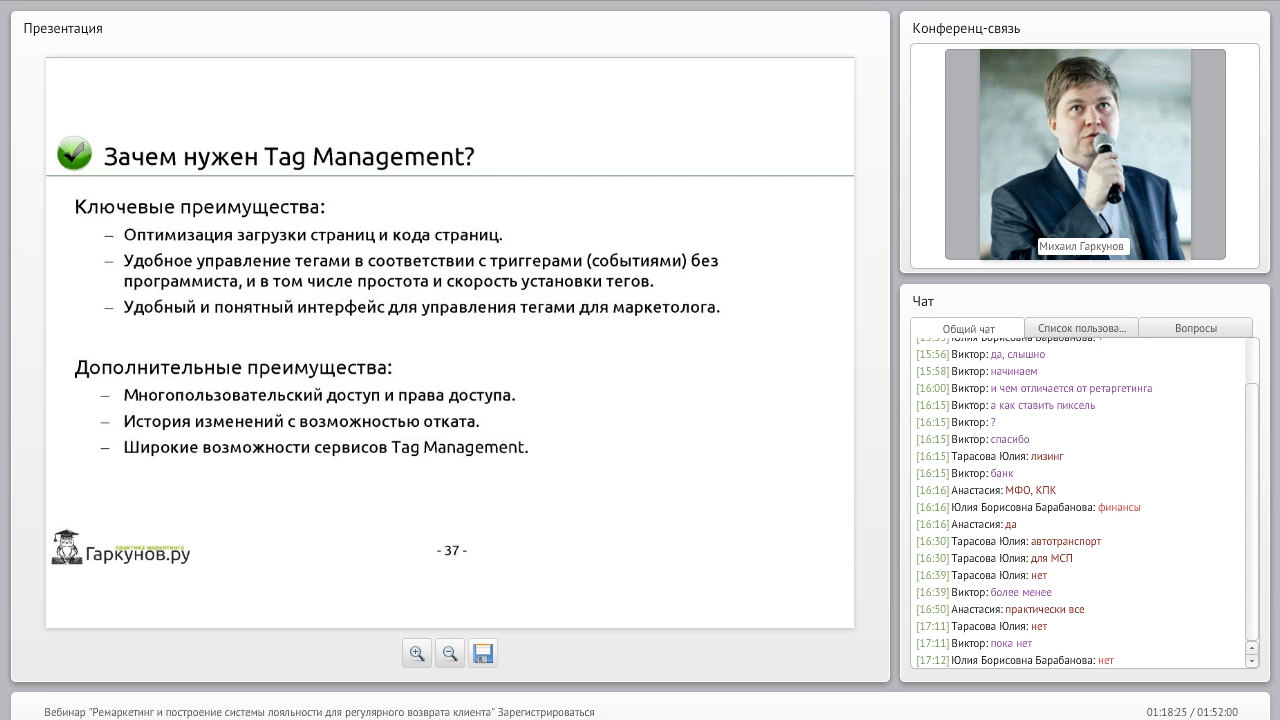 Презентация
Зачем нужен Tag Management?
Ключевые преимущества:
– Оптимизация загрузки страниц и кода страниц.
– Удобное управление тегами в соответствии с триггерами (событиями) без
программиста, и в том числе простота и скорость установки тегов.
– Удобный и понятный интерфейс для управления тегами для маркетолога.
Дополнительные преимущества:
– Многопользовательский доступ и права доступа.
– История изменений с возможностью отката.
– Широкие возможности сервисов Tag Management.
практика маркетинга
Гаркунов.ру
- 37 -
Конференц-связь
Михаил Гаркунов
Чат
Общий чат
Список пользова...
Вопросы
Юлия Борисовна Барабанова:
[15:56] Виктор: да, слышно
[15:58] Виктор: начинаем
[16:00] Виктор: и чем отличается от ретаргетинга
[16:15] Виктор: а как ставить пиксель
[16:15] Виктор: ?
[16:15] Виктор: спасибо
[16:15] Тарасова Юлия: лизинг
[16:15] Виктор: банк
[16:16] Анастасия: МФО, КПК
[16:16] Юлия Борисовна Барабанова: финансы
[16:16] Анастасия: да
[16:30] Тарасова Юлия: автотранспорт
[16:30] Тарасова Юлия: для МСП
[16:39] Тарасова Юлия: нет
[16:39] Виктор: более менее
[16:50] Анастасия: практически все
[17:11] Тарасова Юлия: нет
[17:11] Виктор: пока нет
[17:12] Юлия Борисовна Барабанова: нет
Вебинар "Ремаркетинг и построение системы лояльности для регулярного возврата клиента" Зарегистрироваться
01:18:25 / 01:52:00